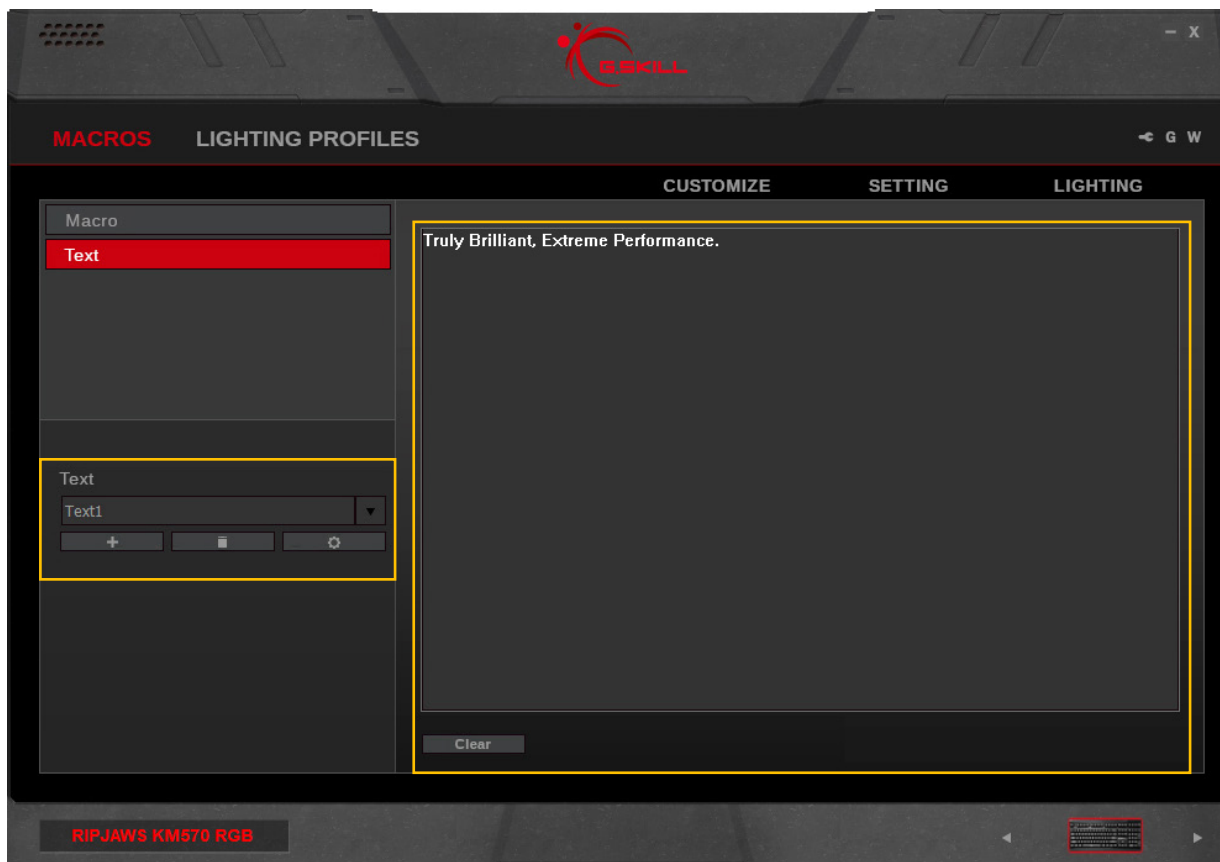 G.SKILL
– X
MACROS LIGHTING PROFILES
G W
CUSTOMIZE SETTING LIGHTING
Macro
Text
Truly Brilliant, Extreme Performance.
Text
Text1
Clear
RIPJAWS KM570 RGB